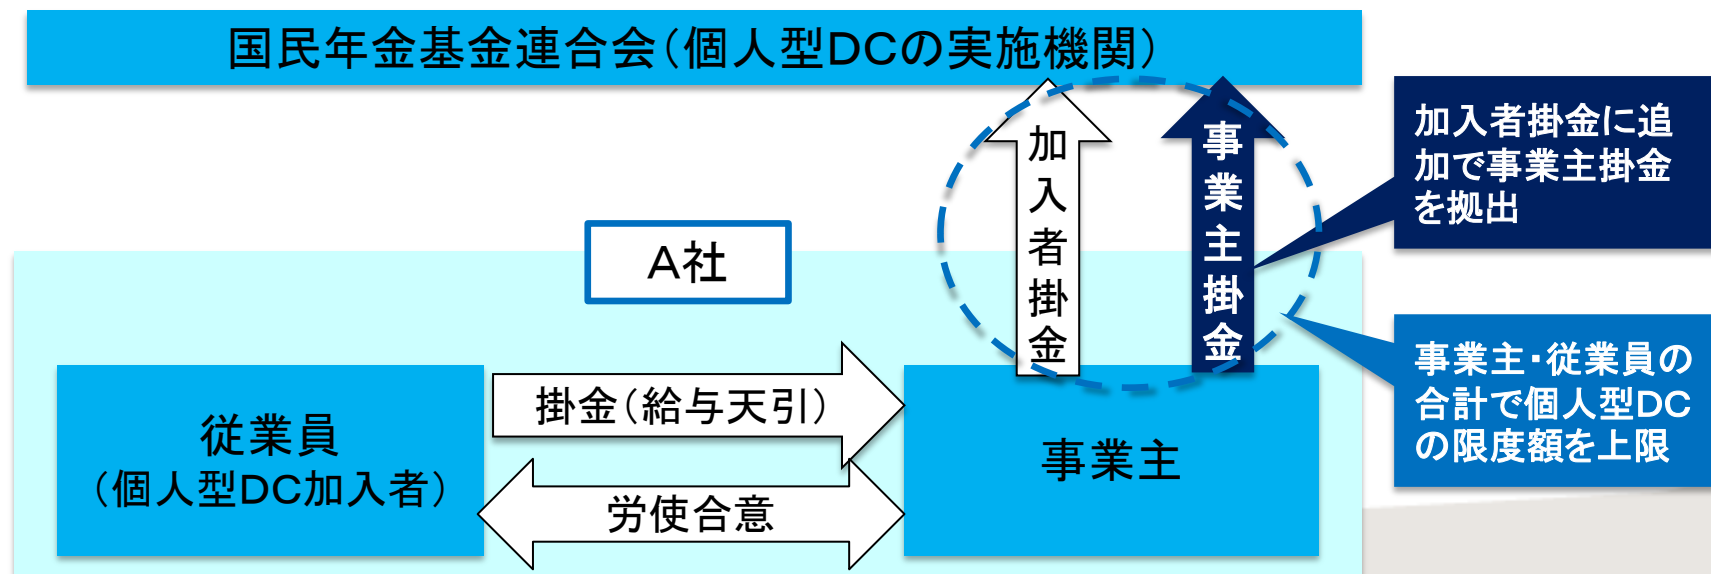 国民年金基金連合会（個人型DCの実施機関）
加入者掛金
事業主掛金
加入者掛金に追
加で事業主掛金
を拠出
A社
事業主・従業員の
合計で個人型DC
の限度額を上限
掛金（給与天引）
従業員
（個人型DC加入者）
事業主
労使合意